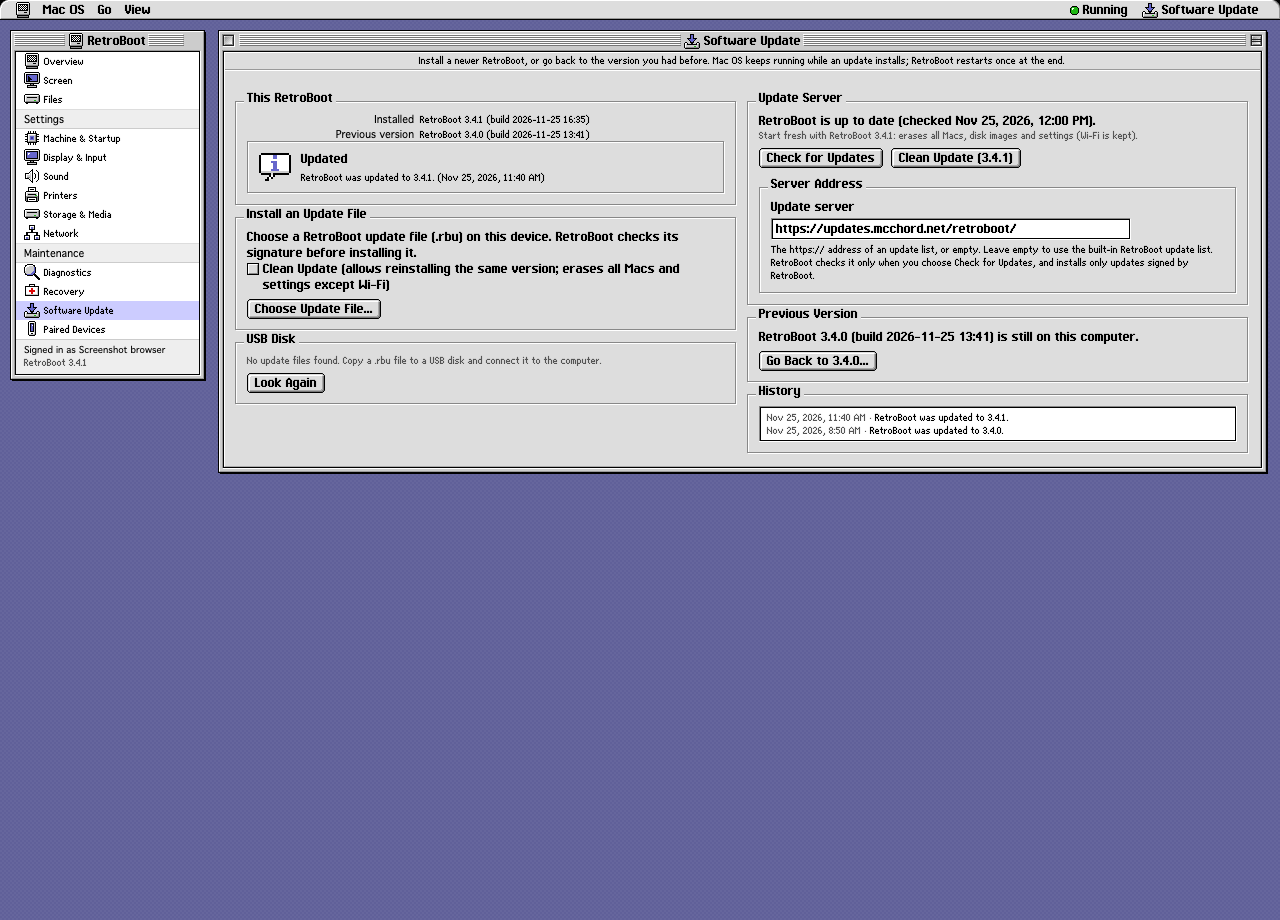 Mac OS Go View Running Software Update
RetroBoot
Overview
Screen
Files
Settings
Machine & Startup
Display & Input
Sound
Printers
Storage & Media
Network
Maintenance
Diagnostics
Recovery
Software Update
Paired Devices
Signed in as Screenshot browser
RetroBoot 3.4.1
Software Update
Install a newer RetroBoot, or go back to the version you had before. Mac OS keeps running while an update installs; RetroBoot restarts once at the end.
This RetroBoot
Installed RetroBoot 3.4.1 (build 2026-11-25 16:35)
Previous version RetroBoot 3.4.0 (build 2026-11-25 13:41)
Updated
RetroBoot was updated to 3.4.1. (Nov 25, 2026, 11:40 AM)
Install an Update File
Choose a RetroBoot update file (.rbu) on this device. RetroBoot checks its
signature before installing it.
Clean Update (allows reinstalling the same version; erases all Macs and
settings except Wi-Fi)
Choose Update File...
USB Disk
No update files found. Copy a .rbu file to a USB disk and connect it to the computer.
Look Again
Update Server
RetroBoot is up to date (checked Nov 25, 2026, 12:00 PM).
Start fresh with RetroBoot 3.4.1: erases all Macs, disk images and settings (Wi-Fi is kept).
Check for Updates Clean Update (3.4.1)
Server Address
Update server
https://updates.mcchord.net/retroboot/
The https:// address of an update list, or empty. Leave empty to use the built-in RetroBoot update list.
RetroBoot checks it only when you choose Check for Updates, and installs only updates signed by
RetroBoot.
Previous Version
RetroBoot 3.4.0 (build 2026-11-25 13:41) is still on this computer.
Go Back to 3.4.0...
History
Nov 25, 2026, 11:40 AM · RetroBoot was updated to 3.4.1.
Nov 25, 2026, 8:50 AM · RetroBoot was updated to 3.4.0.